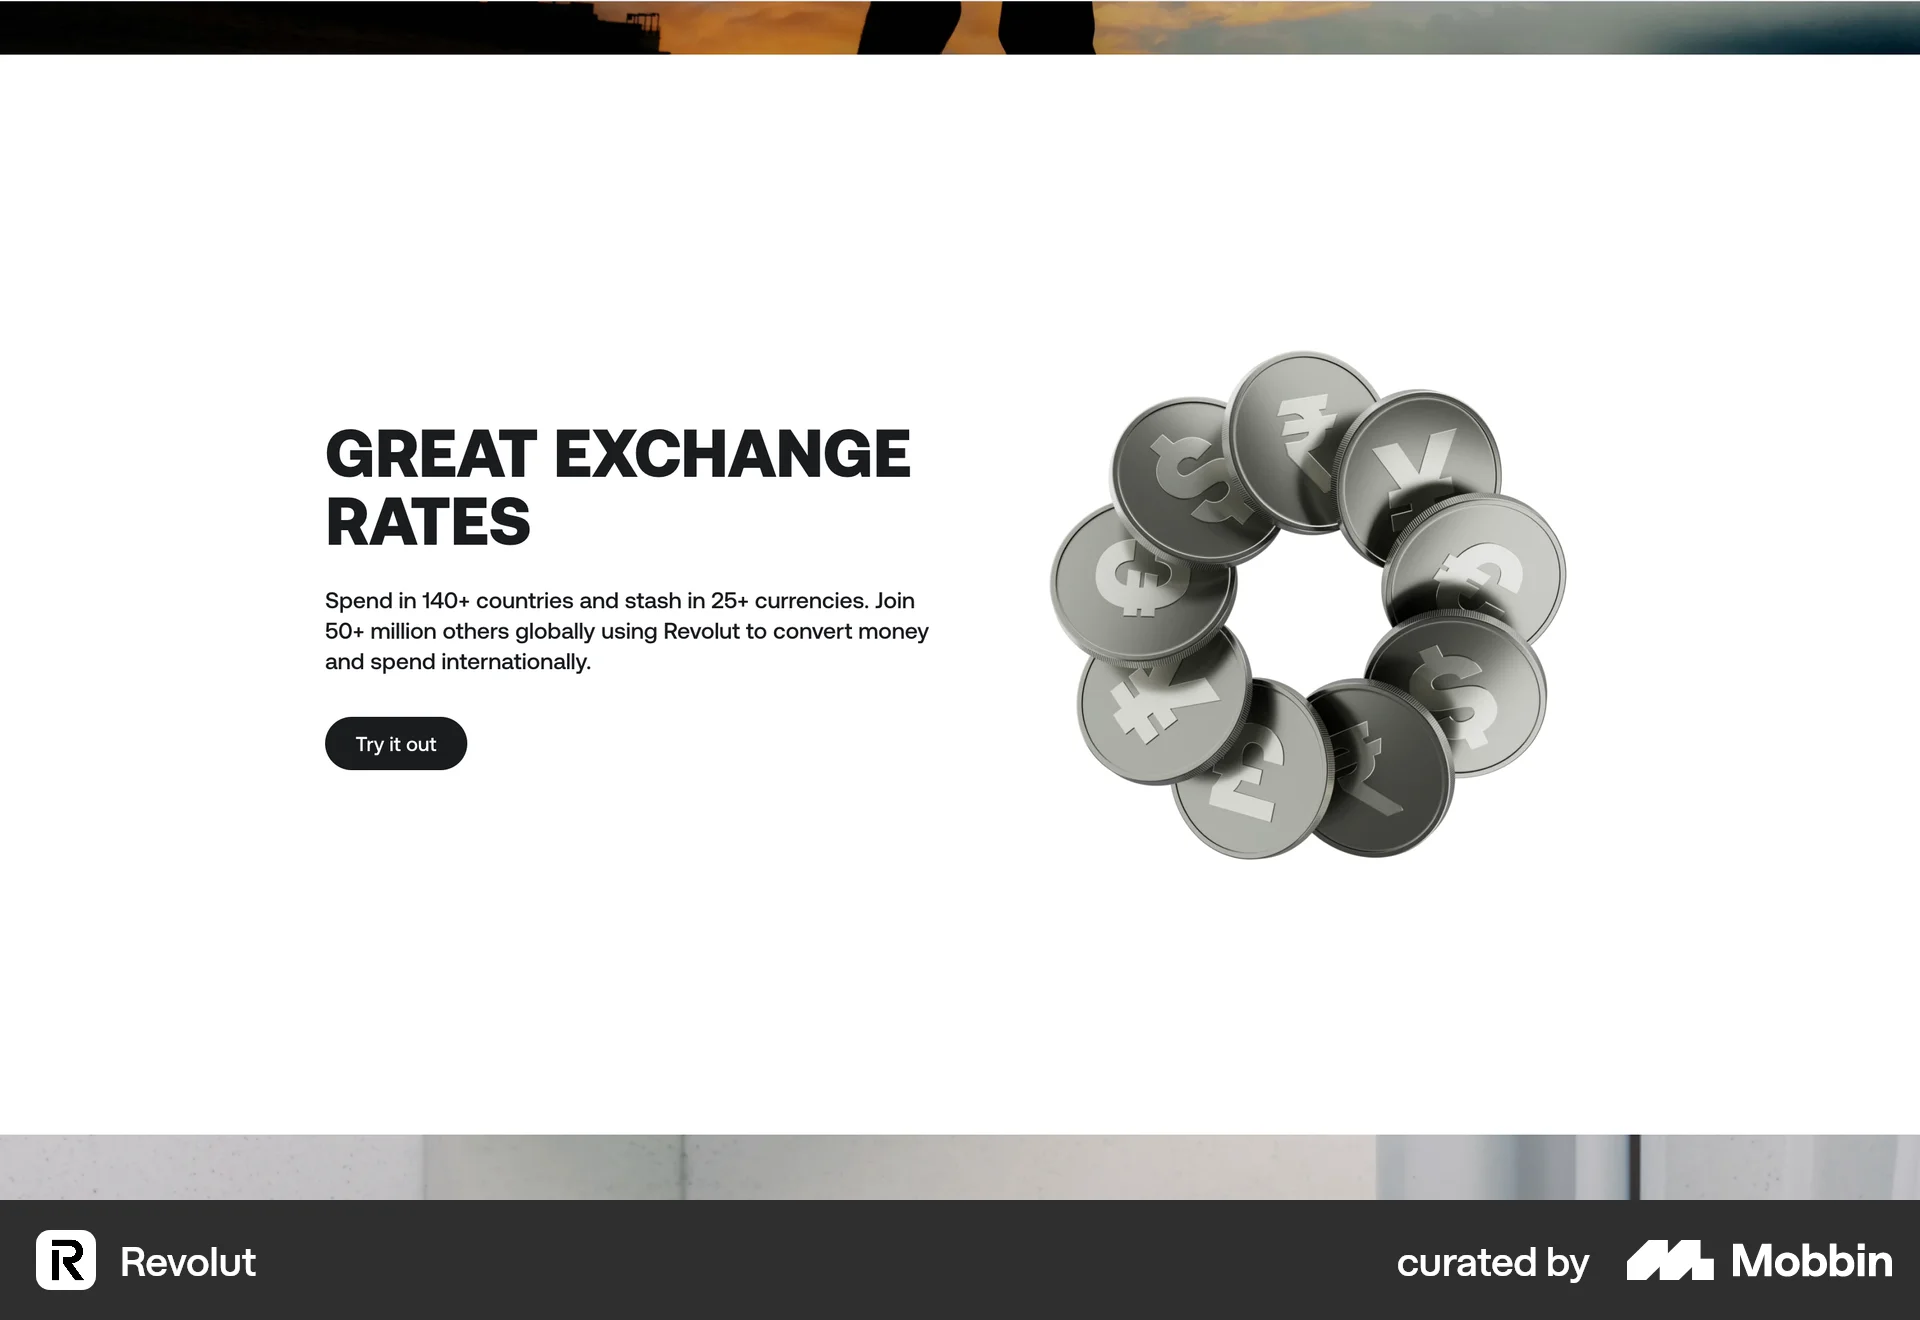 GREAT EXCHANGE
RATES
Spend in 140+ countries and stash in 25+ currencies. Join
50+ million others globally using Revolut to convert money
and spend internationally.
Try it out
$
₹
¥
€
€
$
¥
£
₹
R Revolut
curated by Mobbin